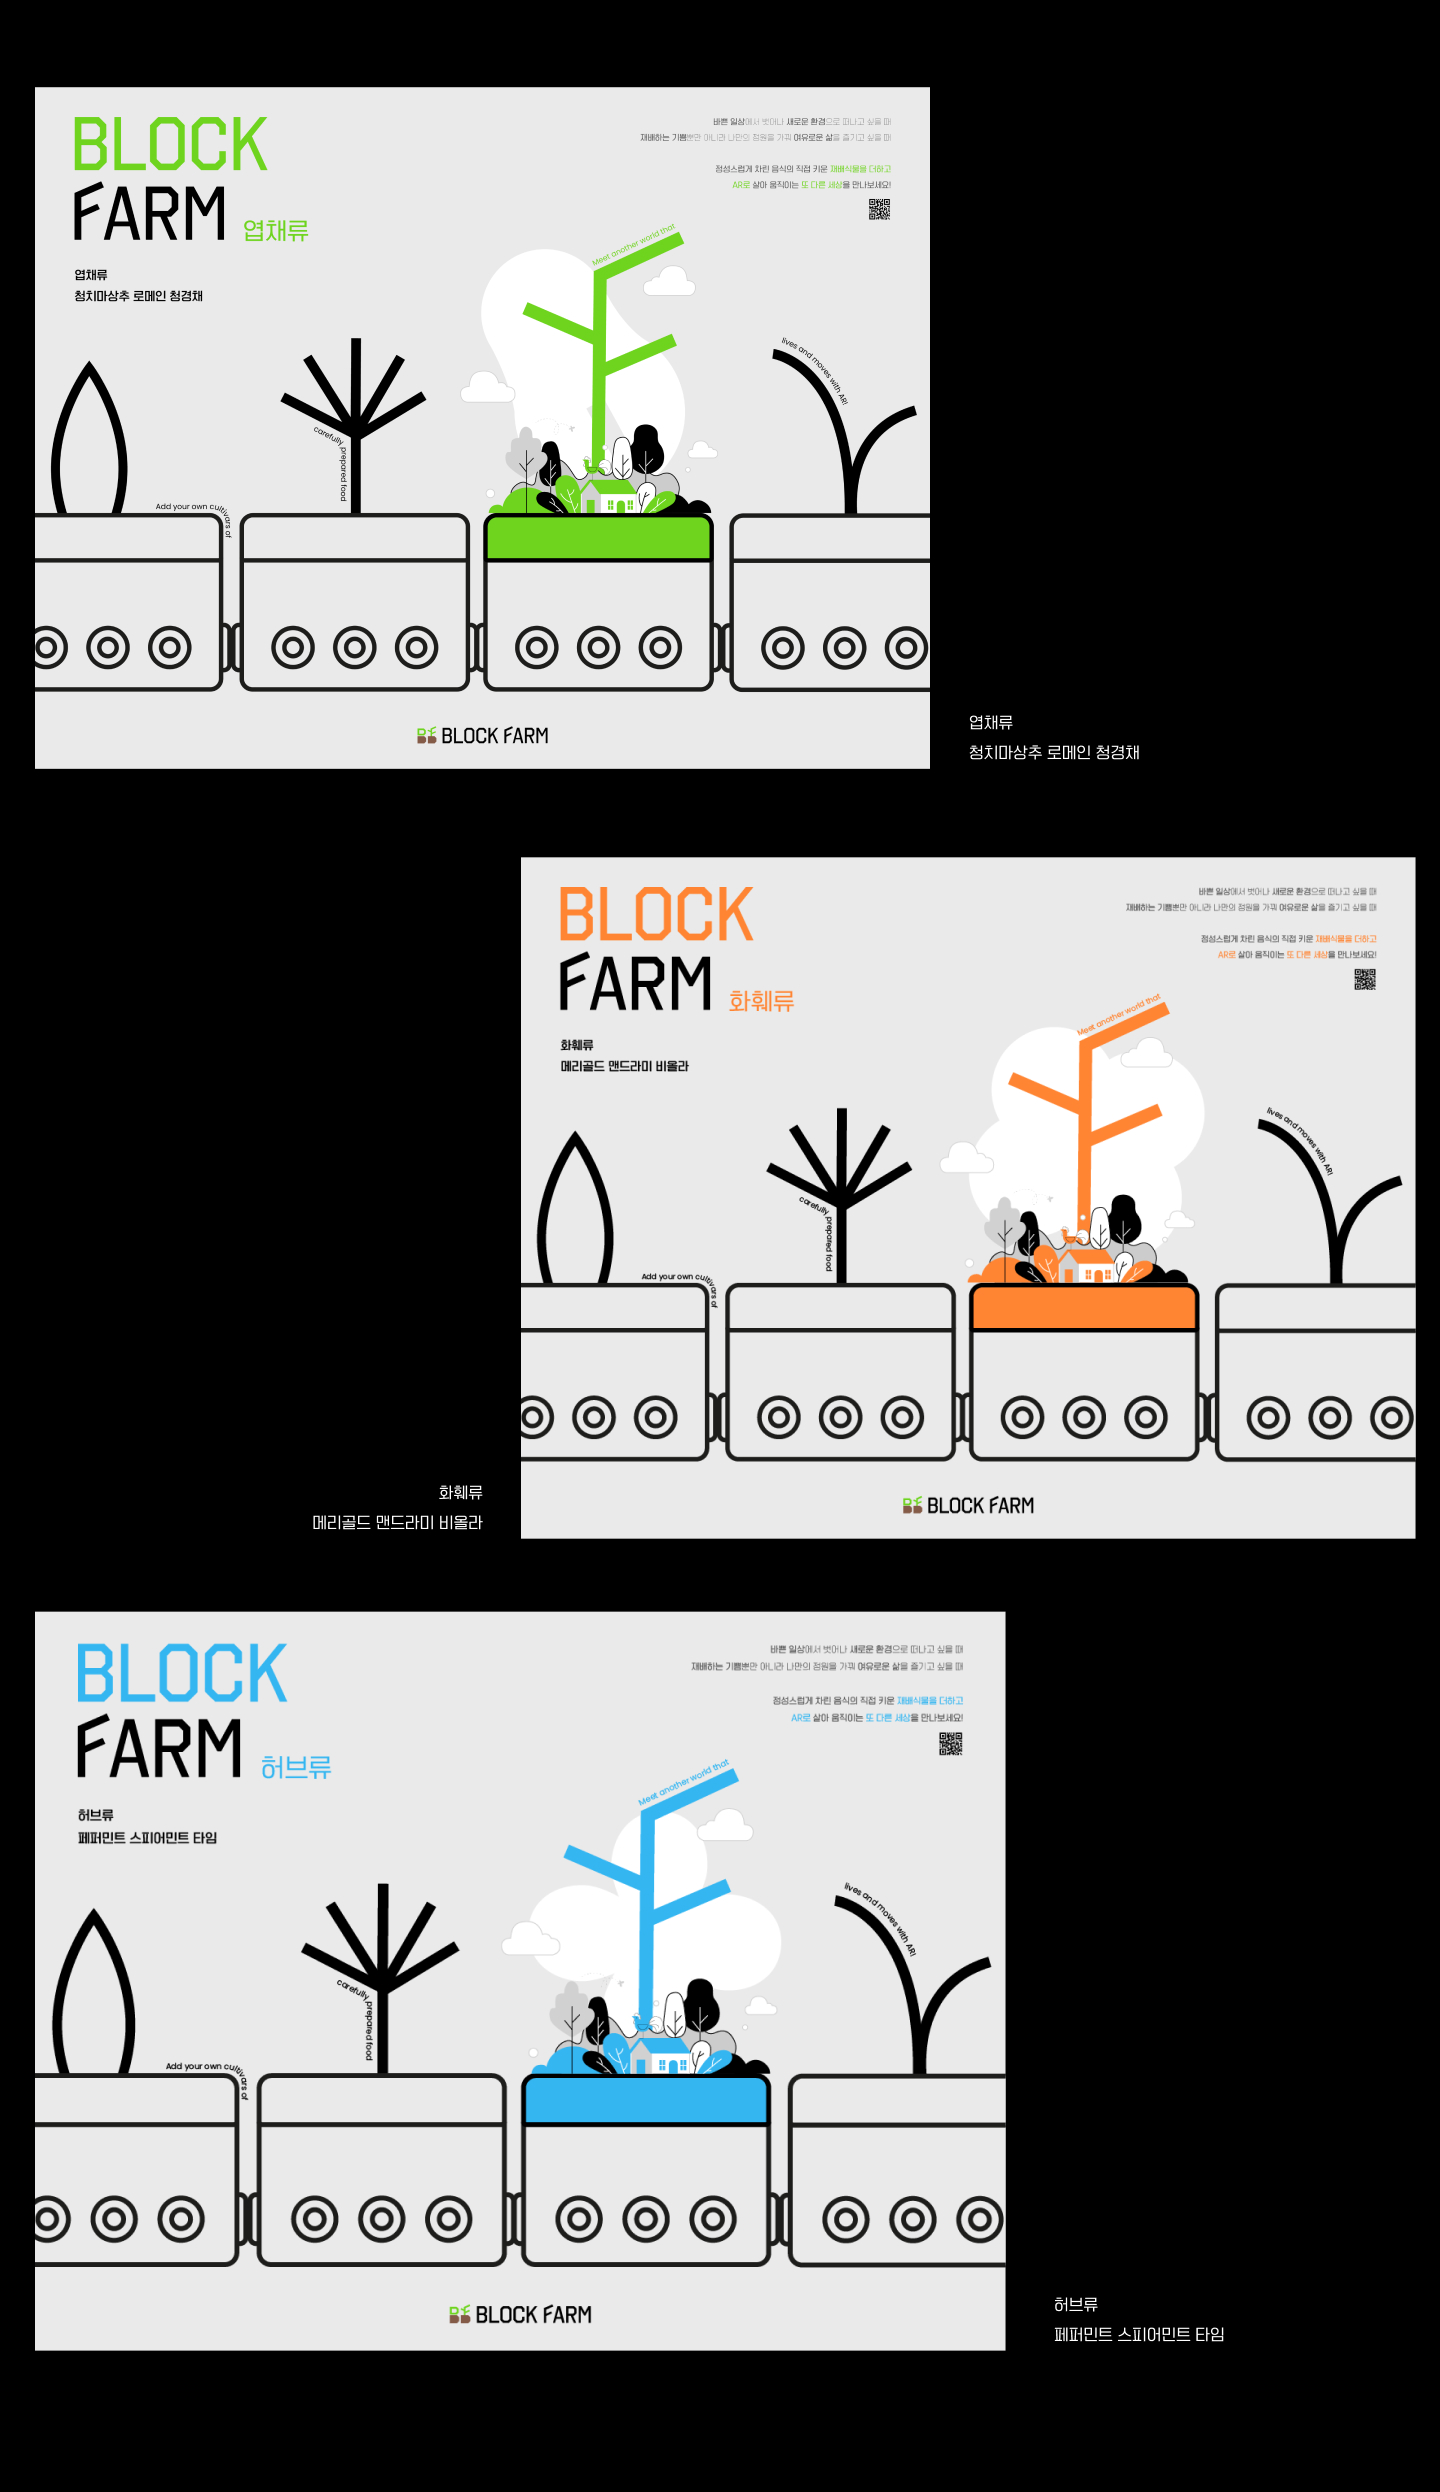 BLOCK
FARM 엽채류
엽채류
청치마상추 로메인 청경채
바쁜 일상에서 벗어나 새로운 환경으로 떠나고 싶을 때
재배하는 기쁨뿐만 아니라 나만의 정원을 가꿔 여유로운 삶을 즐기고 싶을 때
정성스럽게 차린 음식의 직접 키운 재배식물을 더하고
AR로 살아 움직이는 또 다른 세상을 만나보세요!
Meet another world that
lives and moves with AR!
carefully prepared food
Add your own cultivars of
BLOCK FARM
엽채류
청치마상추 로메인 청경채
BLOCK
FARM 화훼류
화훼류
메리골드 맨드라미 비올라
바쁜 일상에서 벗어나 새로운 환경으로 떠나고 싶을 때
재배하는 기쁨뿐만 아니라 나만의 정원을 가꿔 여유로운 삶을 즐기고 싶을 때
정성스럽게 차린 음식의 직접 키운 재배식물을 더하고
AR로 살아 움직이는 또 다른 세상을 만나보세요!
Meet another world that
lives and moves with AR!
carefully prepared food
Add your own cultivars of
BLOCK FARM
화훼류
메리골드 맨드라미 비올라
BLOCK
FARM 허브류
허브류
페퍼민트 스피어민트 타임
바쁜 일상에서 벗어나 새로운 환경으로 떠나고 싶을 때
재배하는 기쁨뿐만 아니라 나만의 정원을 가꿔 여유로운 삶을 즐기고 싶을 때
정성스럽게 차린 음식의 직접 키운 재배식물을 더하고
AR로 살아 움직이는 또 다른 세상을 만나보세요!
Meet another world that
lives and moves with AR!
carefully prepared food
Add your own cultivars of
BLOCK FARM
허브류
페퍼민트 스피어민트 타임